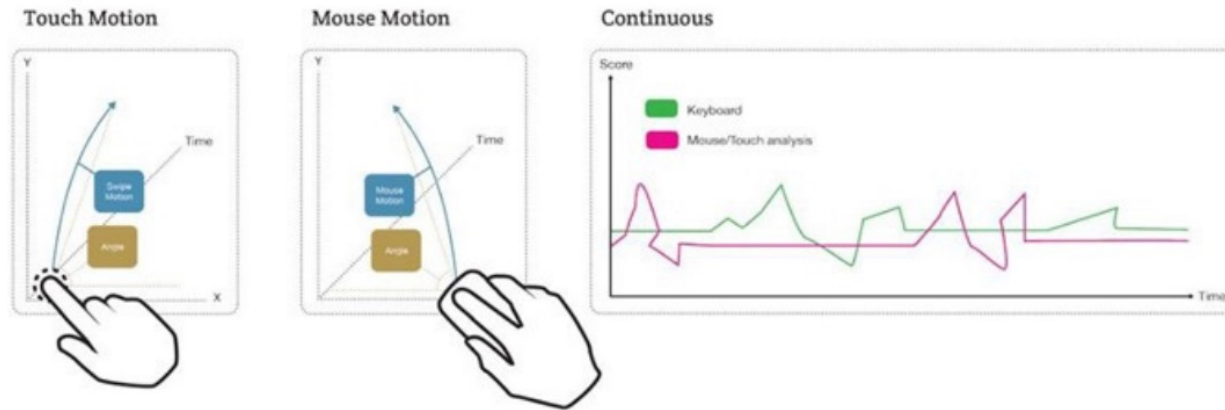 Touch Motion
Y
Time
Swipe
Motion
Angle
X
Mouse Motion
Y
Time
Mouse
Motion
Angle
Continuous
Score
Keyboard
Mouse/Touch analysis
Time